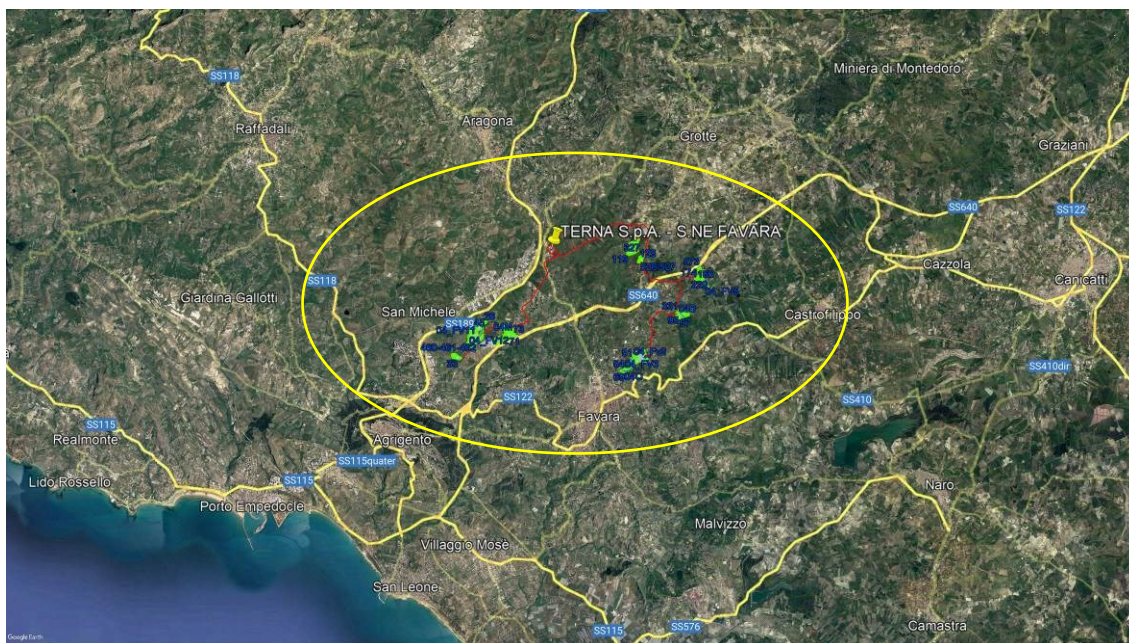 Miniera di Montedoro
SS118
Raffadali
Aragona
Grotte
Graziani
SS640
SS122
TERNA S.p.A. - S NE FAVARA
Cazzola
SS118
Canicatti
Giardina Gallotti
SS640
San Michele
Castrofilippo
SS189
SS410dir
SS122
SS410
Favara
SS115
Realmonte
Agrigento
SS115quater
Lido Rossello
SS115
Naro
Porto Empedocle
Malvizzo
Villaggio Mosè
San Leone
SS115
SS576
Camastra
Google Earth